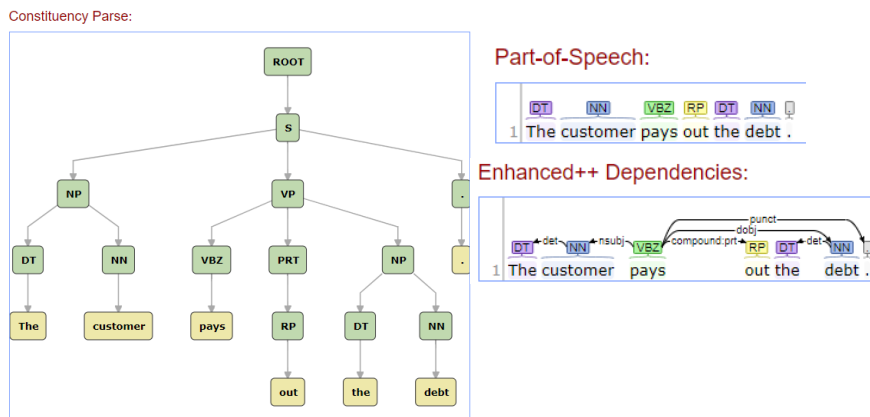 Constituency Parse:
ROOT
S
NP VP .
DT NN VBZ PRT NP .
The customer pays RP DT NN
out the debt
Part-of-Speech:
DT NN VBZ RP DT NN .
1 The customer pays out the debt .
Enhanced++ Dependencies:
punct
dobj
det nsubj compound:prt det
DT NN VBZ RP DT NN .
1 The customer pays out the debt .